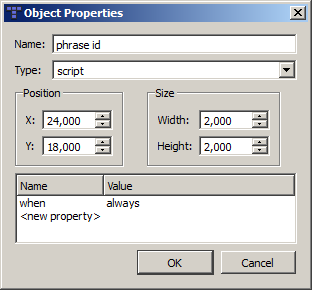 Object Properties
Name: phrase id
Type: script
Position
X: 24,000
Y: 18,000
Size
Width: 2,000
Height: 2,000
Name Value
when always
<new property>
OK Cancel